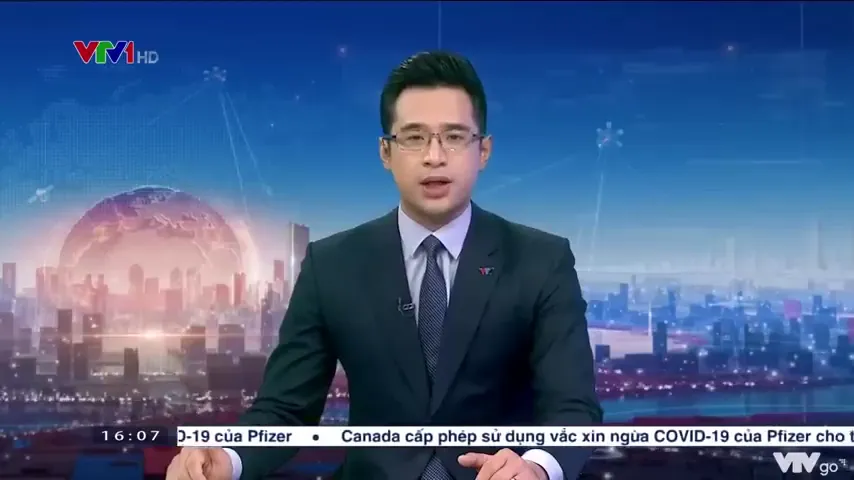 VTV1 HD
16:07 D-19 của Pfizer • Canada cấp phép sử dụng vắc xin ngừa COVID-19 của Pfizer cho t
VTV go